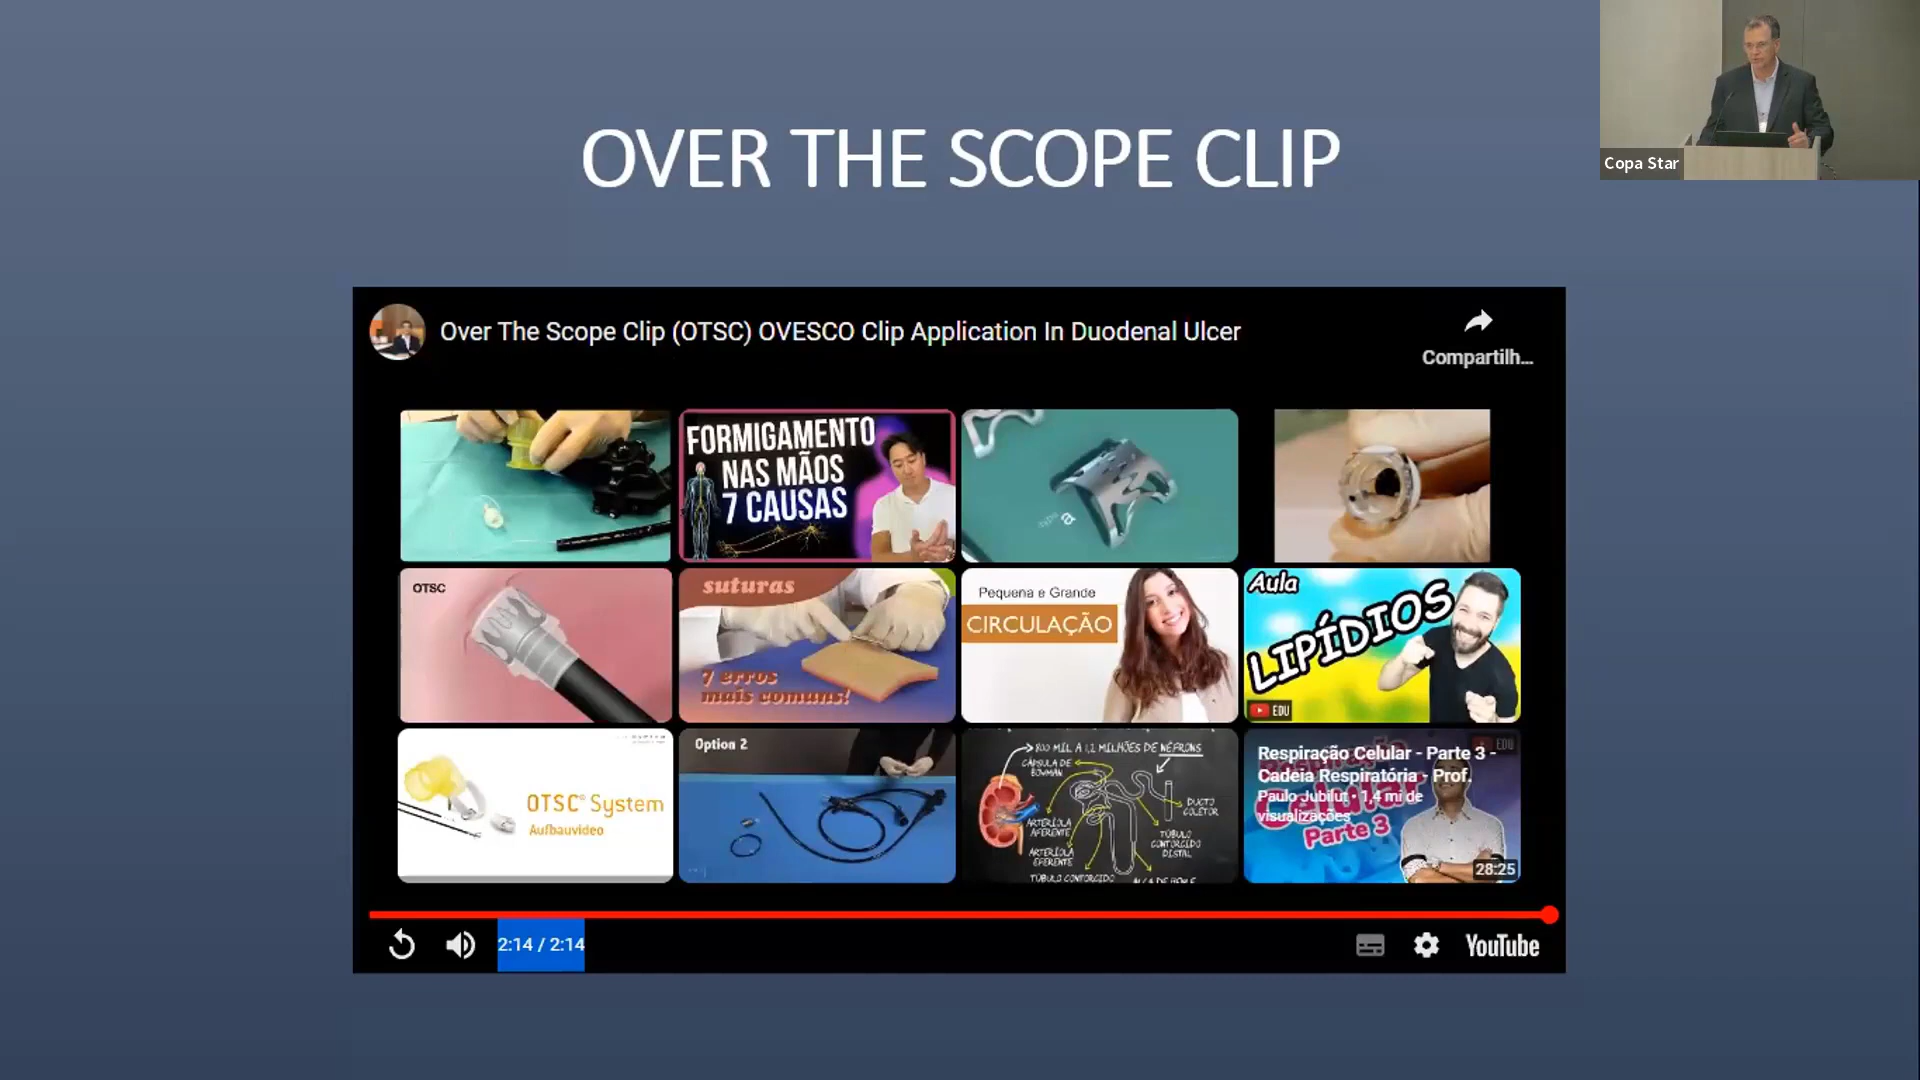 Copa Star
OVER THE SCOPE CLIP
Over The Scope Clip (OTSC) OVESCO Clip Application In Duodenal Ulcer
Compartilh...
FORMIGAMENTO
NAS MÃOS
7 CAUSAS
a
OTSC
suturas
7 erros
mais comuns!
Pequena e Grande
CIRCULAÇÃO
Aula
LIPÍDIOS
EDU
OTSC® System
Aufbauvideo
Option 2
800 MIL A 1,2 MILHÕES DE NÉFRONS
CÁPSULA DE
BOWMAN
DUCTO
COLETOR
ARTERÍOLA
AFERENTE
TÚBULO
CONTORCIDO
DISTAL
ARTERÍOLA
EFERENTE
TÚBULO CONTORCIDO
ALÇA DE HENLE
EDU
Respiração Celular - Parte 3 -
Cadeia Respiratória - Prof.
Paulo Jubilut • 1,4 mi de
visualizações
Respiração
Celular
Parte 3
28:25
2:14 / 2:14
YouTube